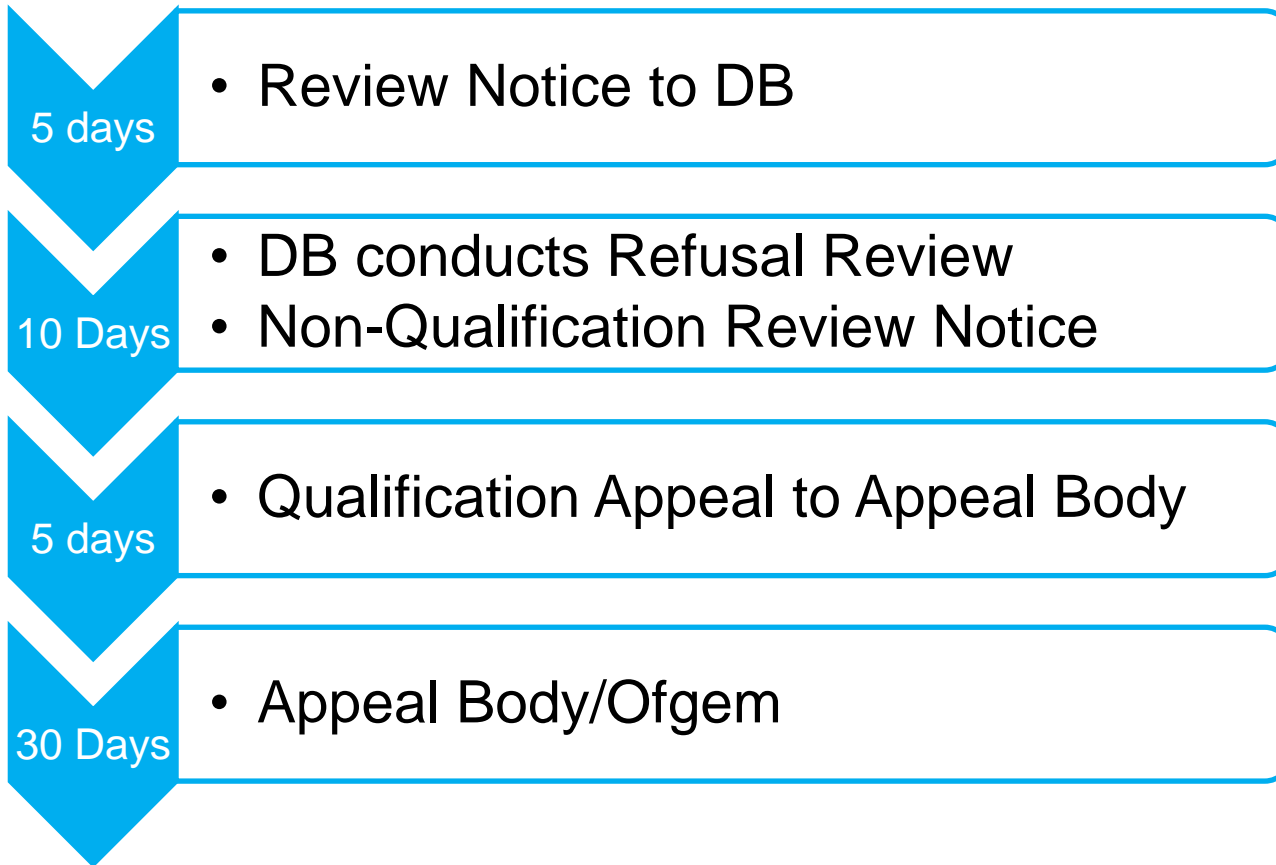 5 days
• Review Notice to DB
10 Days
• DB conducts Refusal Review
• Non-Qualification Review Notice
5 days
• Qualification Appeal to Appeal Body
30 Days
• Appeal Body/Ofgem